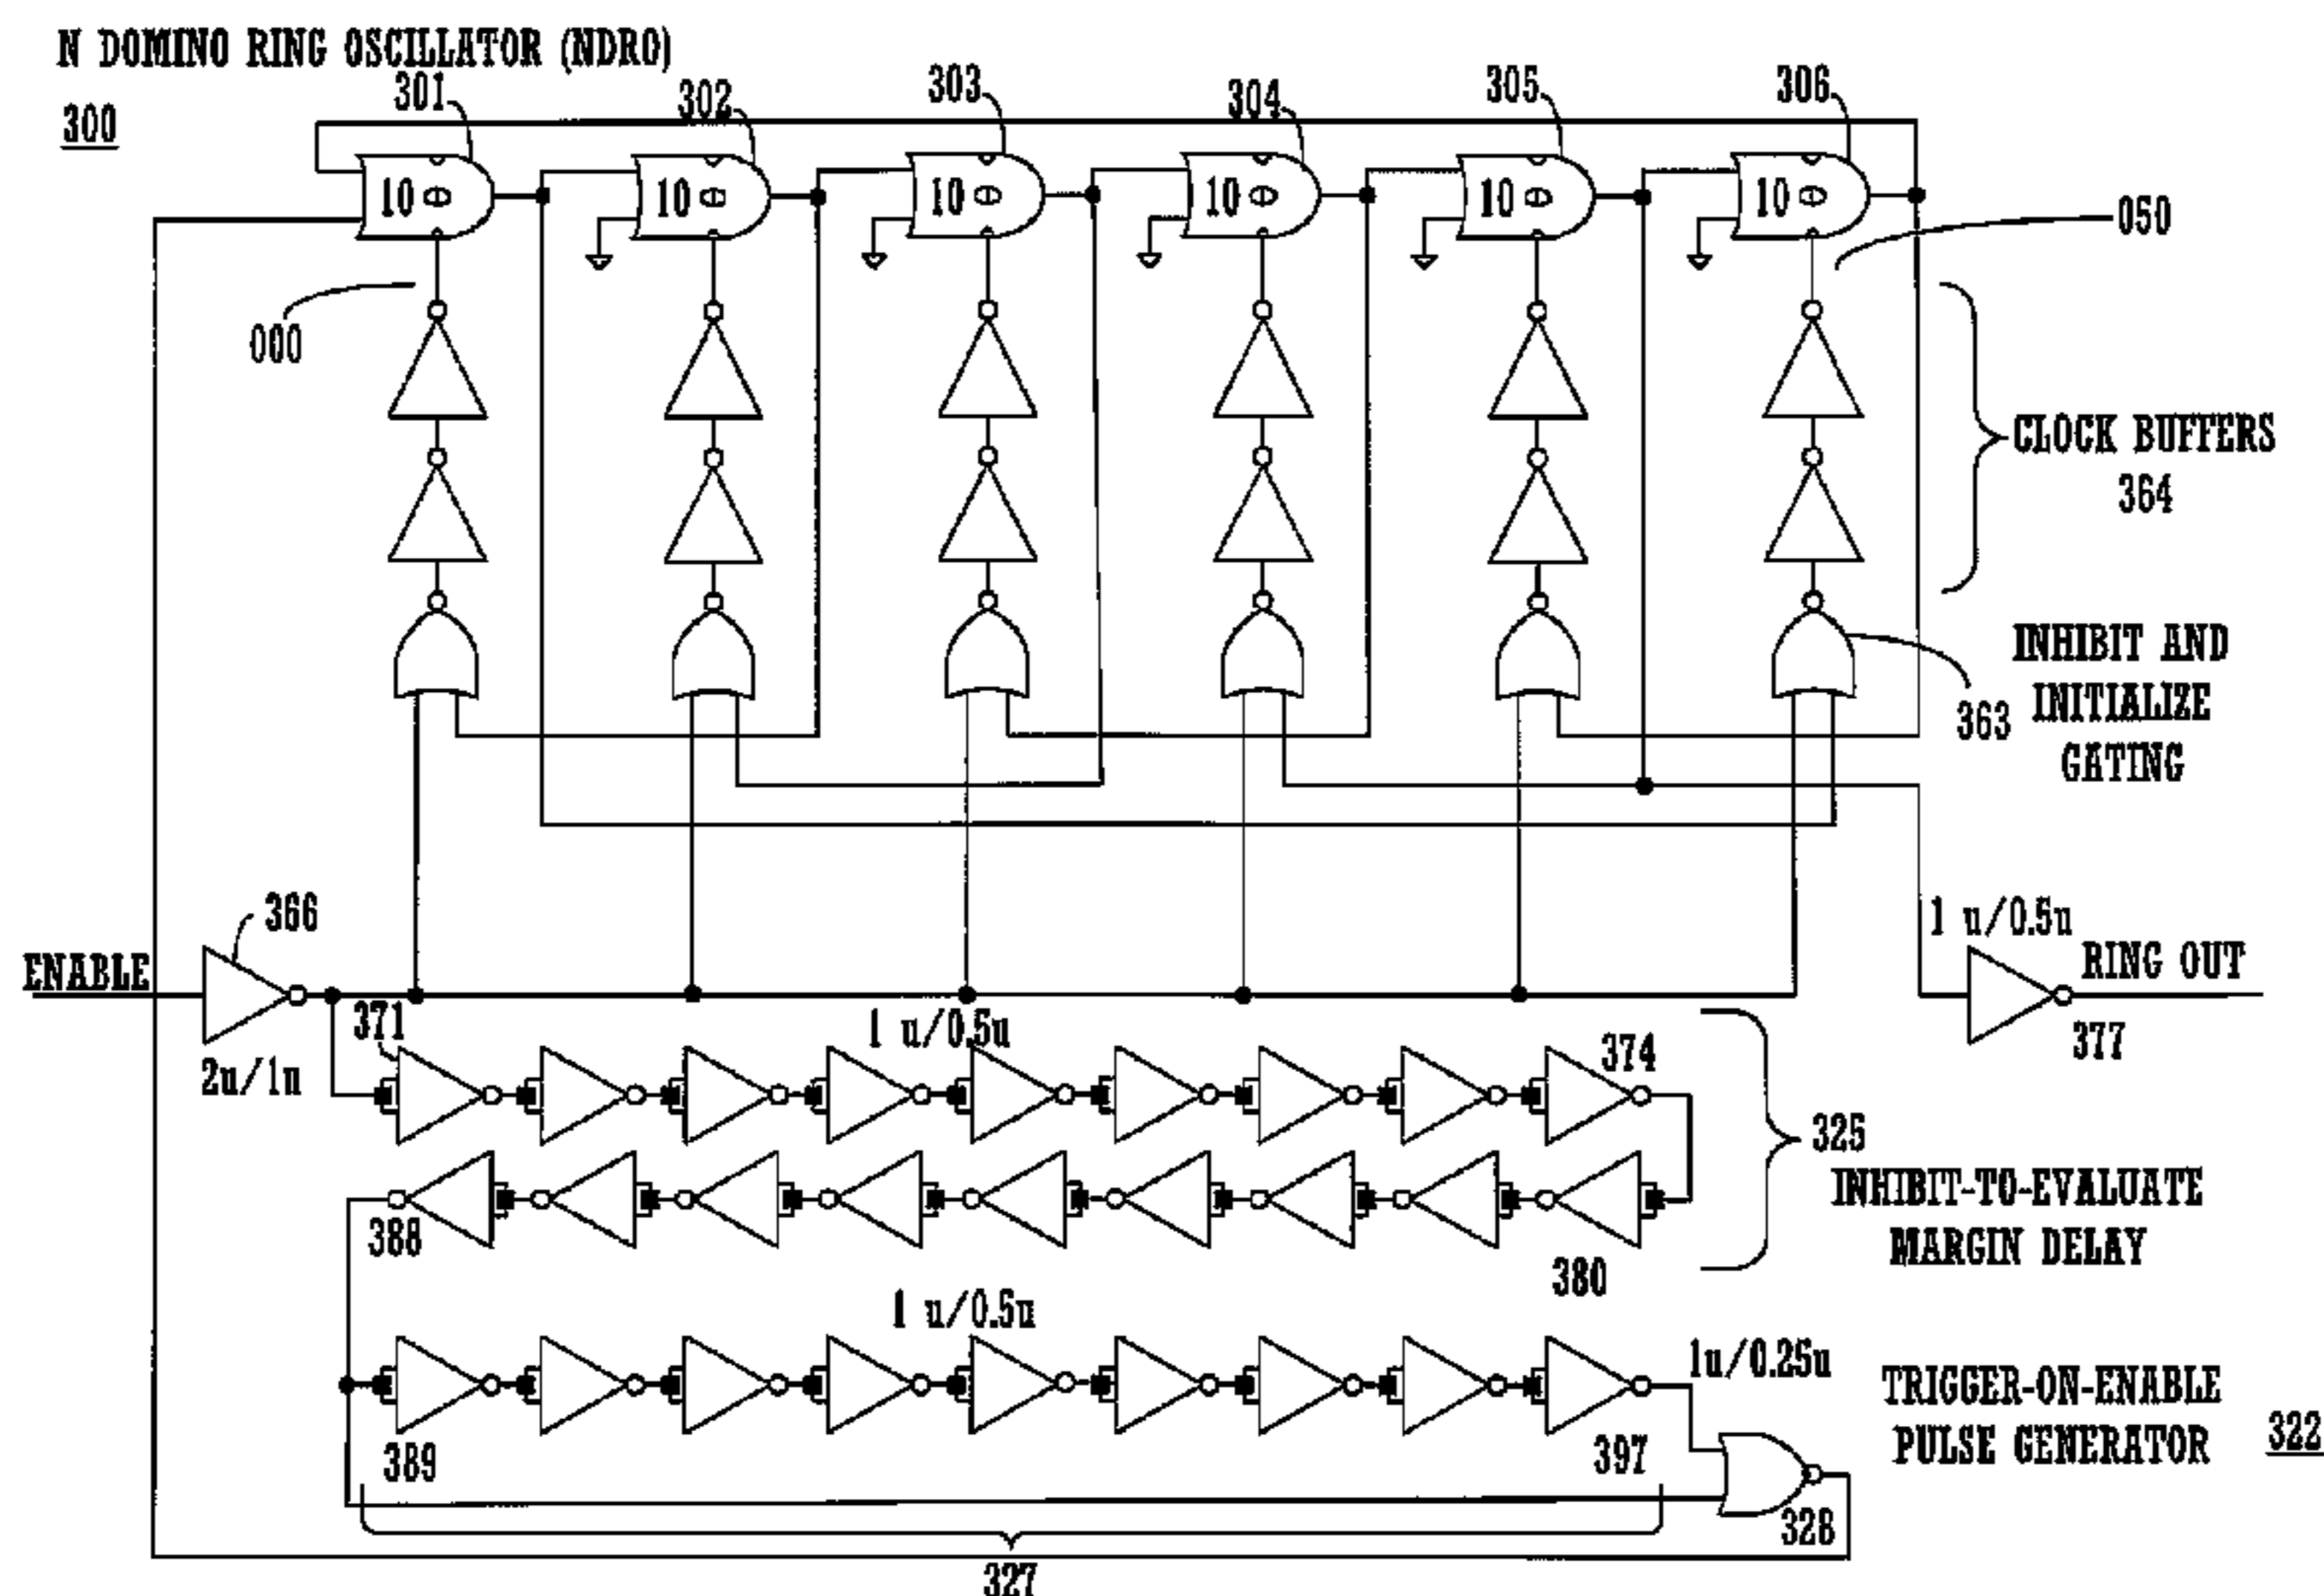 N DOMINO RING OSCILLATOR (NDRO)
300
301
302
303
304
305
306
10 Φ
10 Φ
10 Φ
10 Φ
10 Φ
10 Φ
000
050
CLOCK BUFFERS
364
INHIBIT AND
INITIALIZE
GATING
363
ENABLE
366
2u/1u
1 u/0.5u
RING OUT
377
371
1 u/0.5u
374
325
INHIBIT-TO-EVALUATE
MARGIN DELAY
388
380
1 u/0.5u
1u/0.25u
TRIGGER-ON-ENABLE
PULSE GENERATOR
322
389
397
328
327